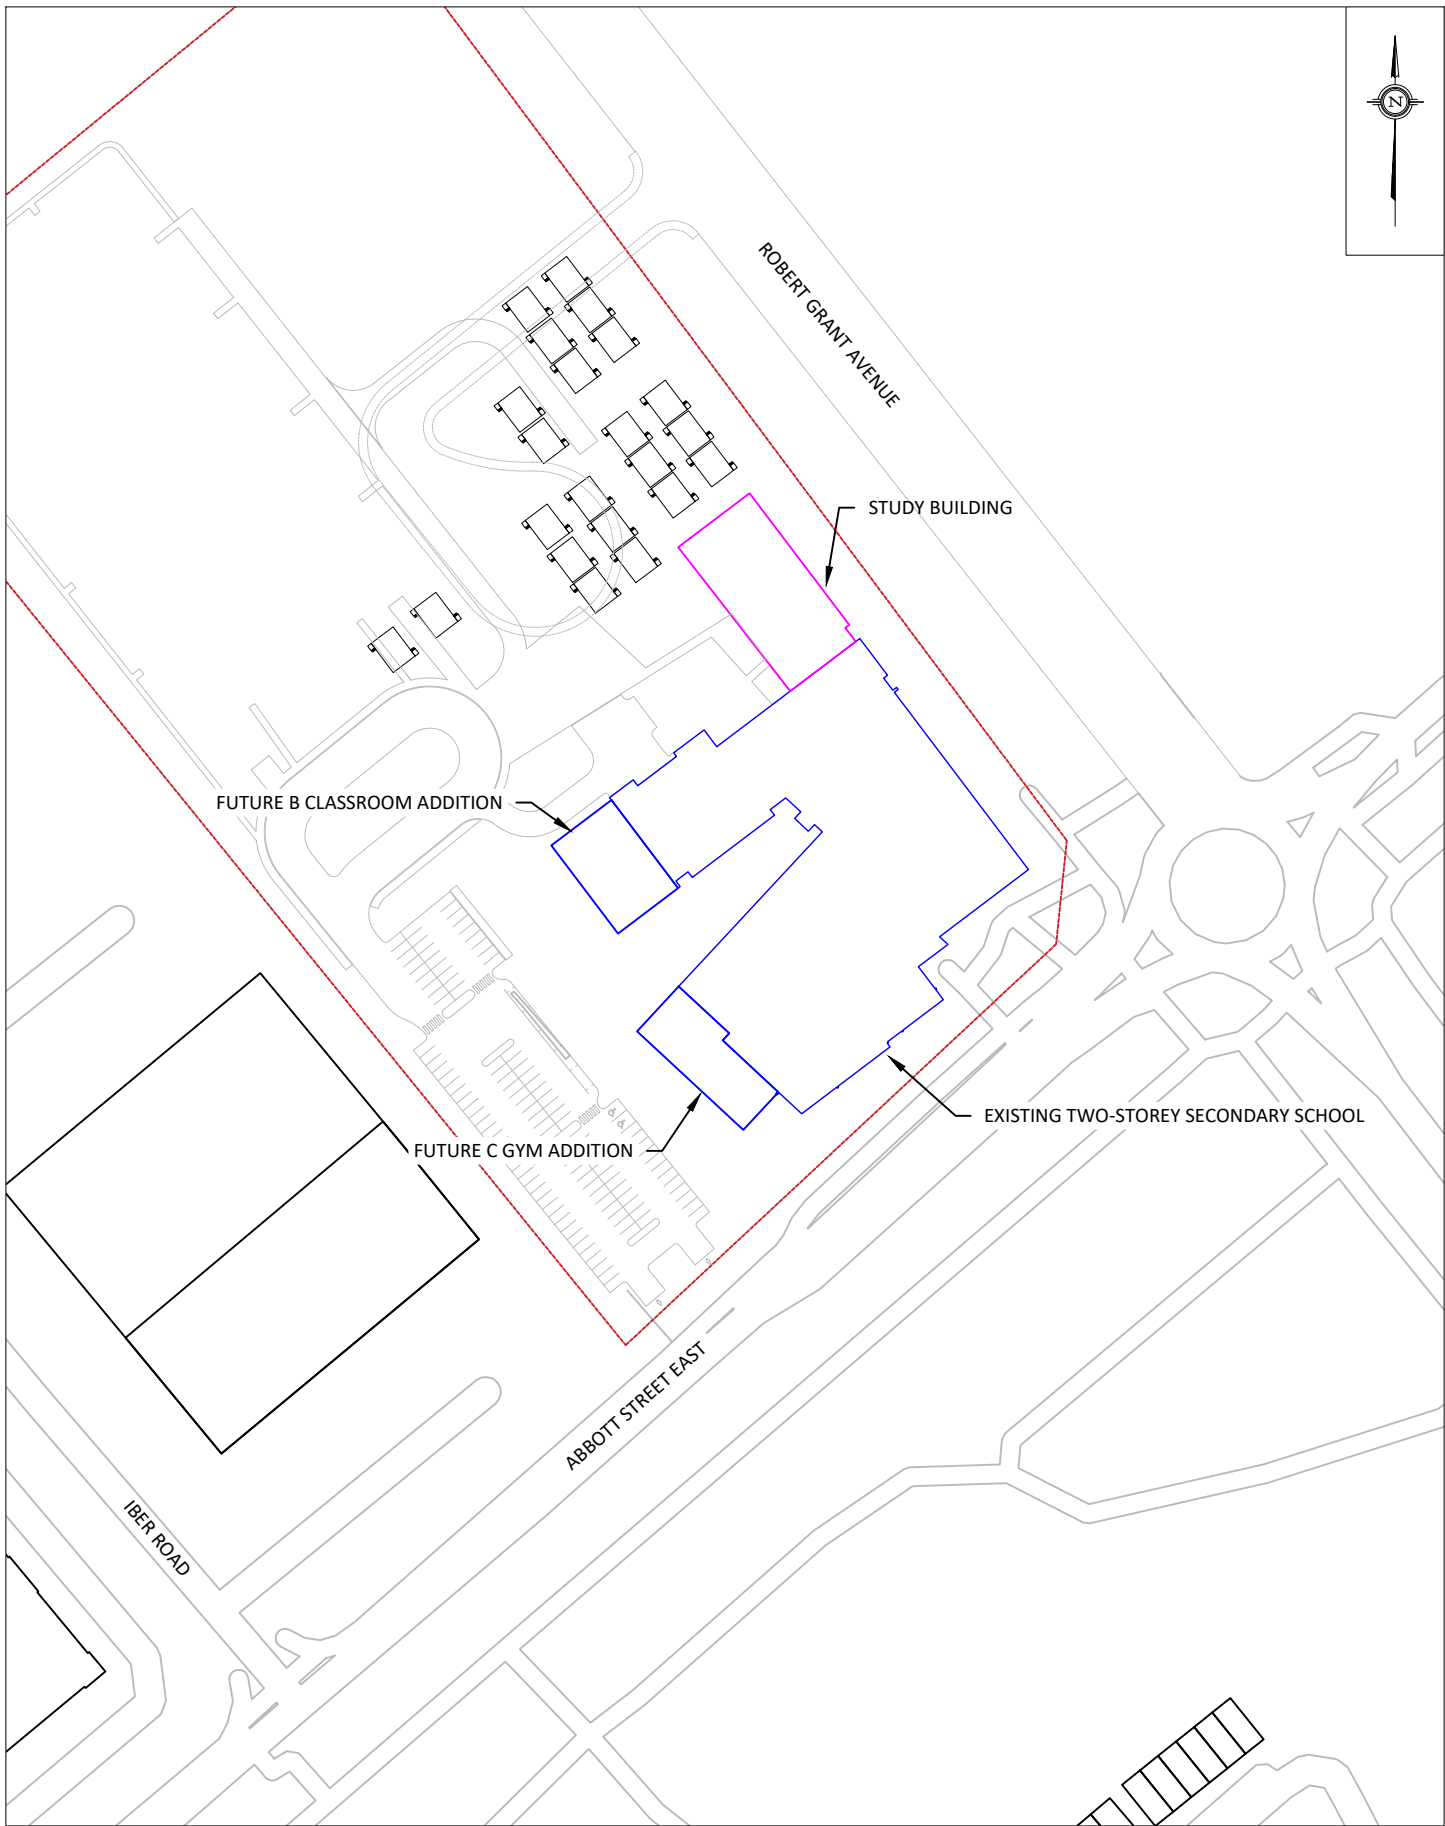 N
ROBERT GRANT AVENUE
STUDY BUILDING
FUTURE B CLASSROOM ADDITION
EXISTING TWO-STOREY SECONDARY SCHOOL
FUTURE C GYM ADDITION
ABBOTT STREET EAST
IBER ROAD